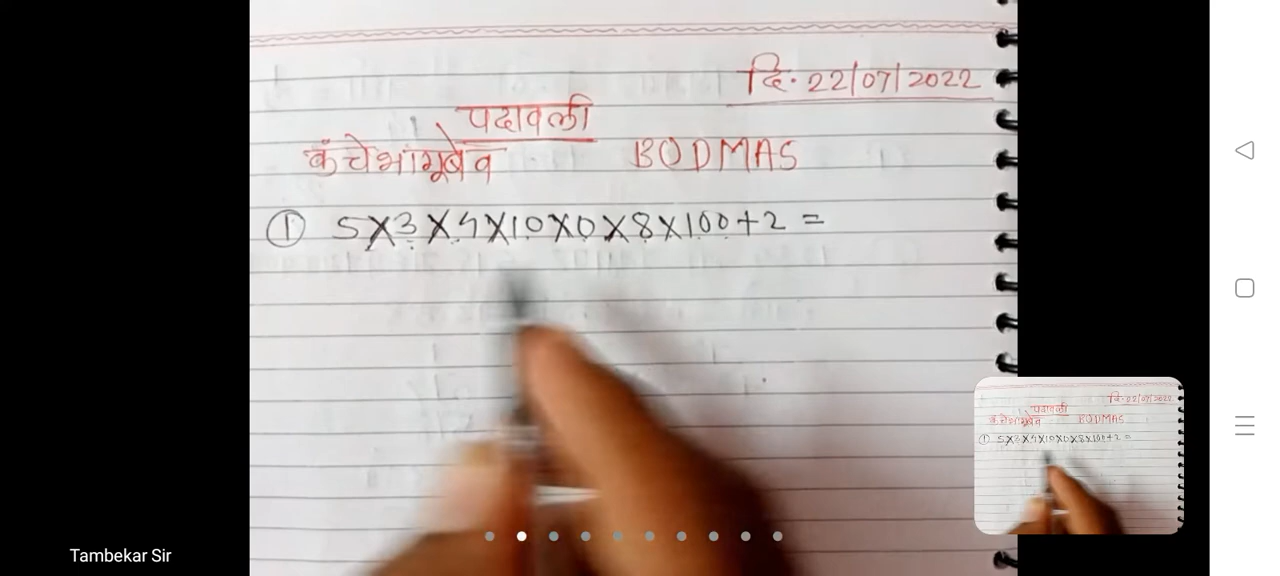 दि. 22/07/2022
पदावली
कंचेभागूबेव BODMAS
① 5×3×4×10×0×8×100+2=
Tambekar Sir